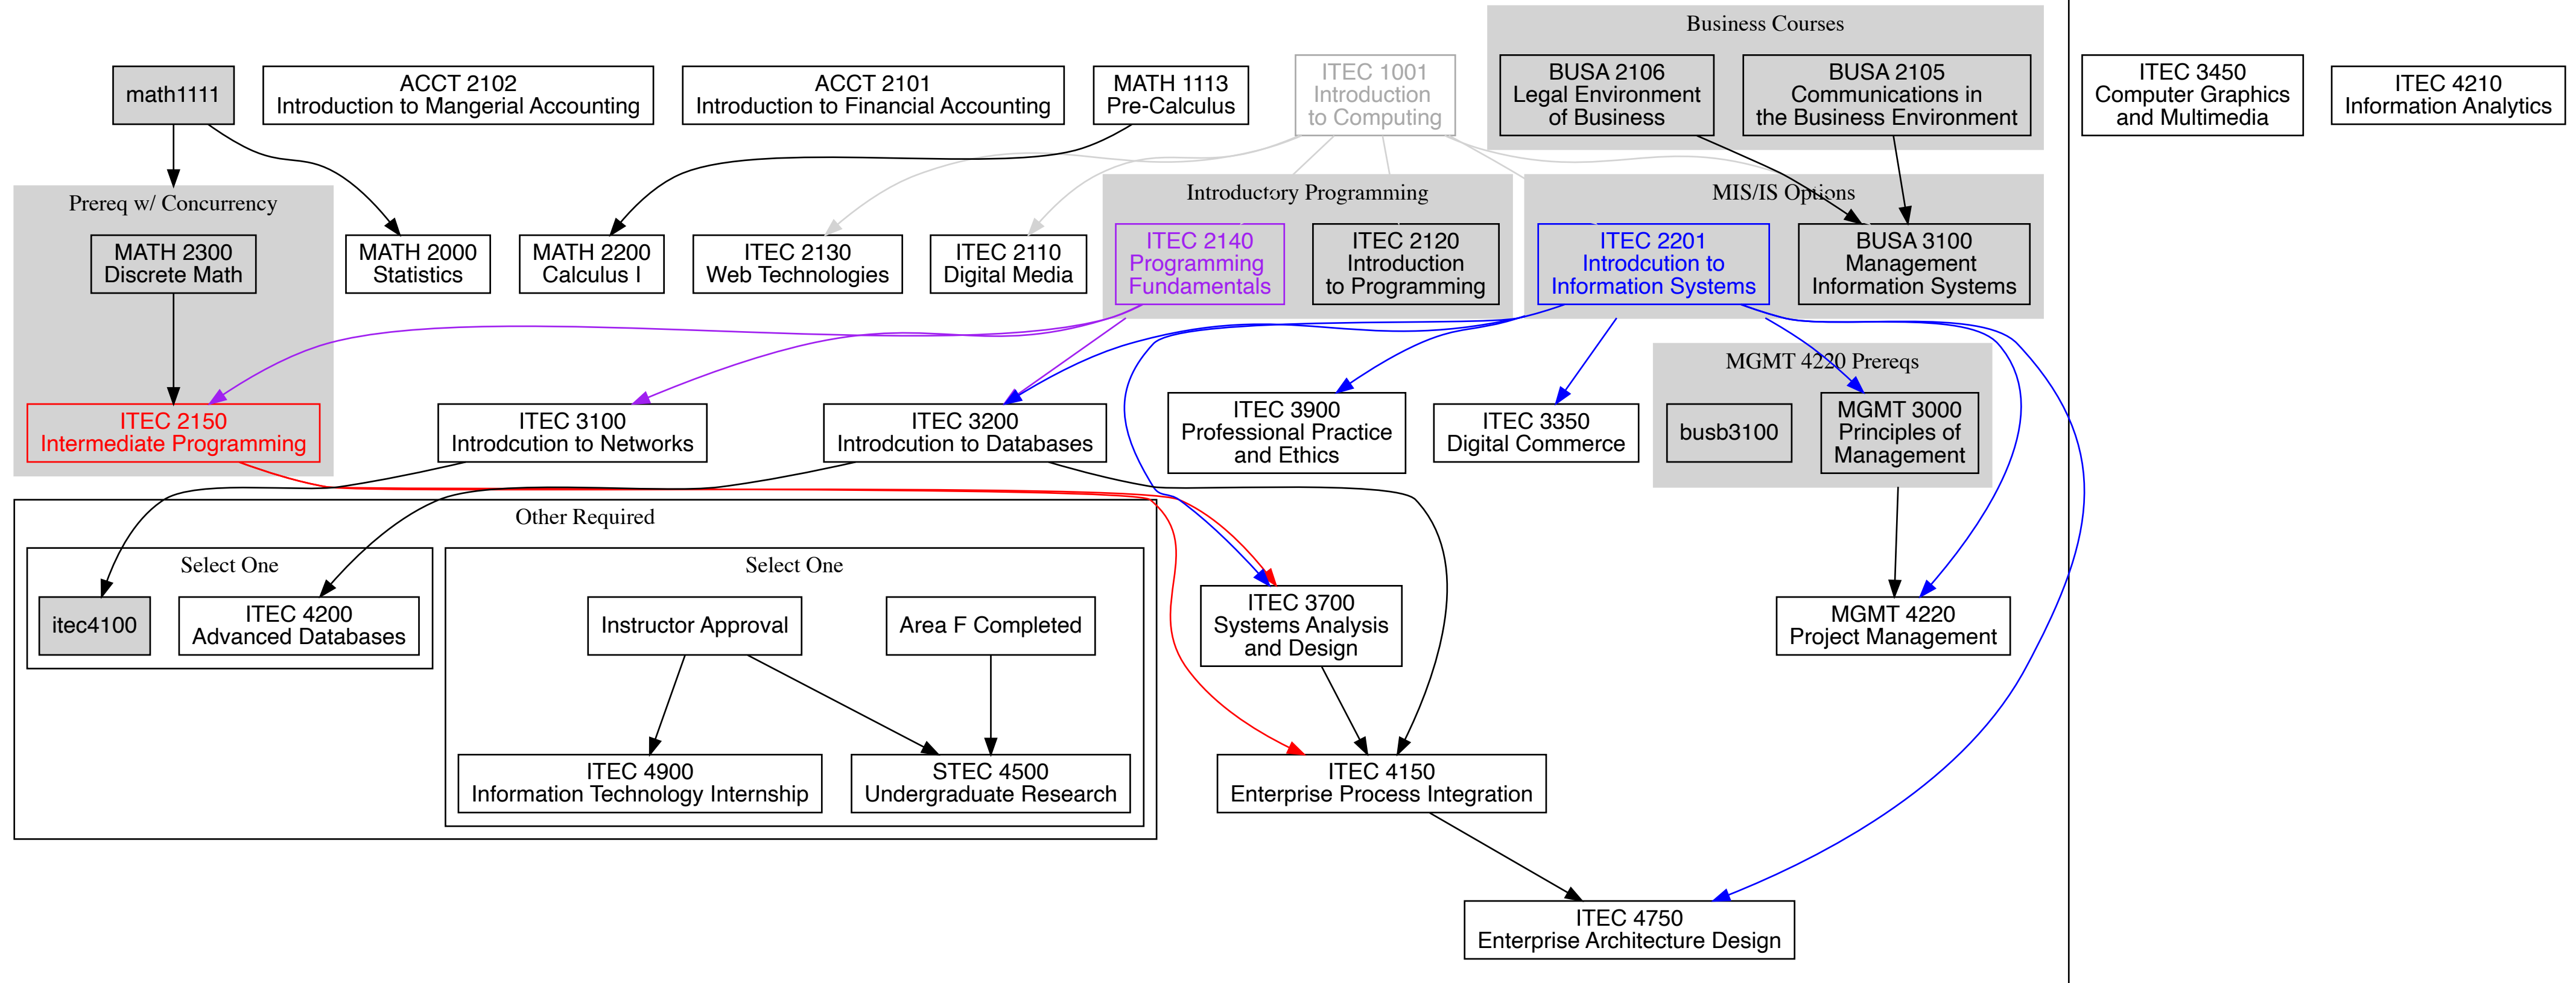 Business Courses
math1111
ACCT 2102
Introduction to Mangerial Accounting
ACCT 2101
Introduction to Financial Accounting
MATH 1113
Pre-Calculus
ITEC 1001
Introduction
to Computing
BUSA 2106
Legal Environment
of Business
BUSA 2105
Communications in
the Business Environment
ITEC 3450
Computer Graphics
and Multimedia
ITEC 4210
Information Analytics
Prereq w/ Concurrency
MATH 2300
Discrete Math
MATH 2000
Statistics
MATH 2200
Calculus I
ITEC 2130
Web Technologies
ITEC 2110
Digital Media
Introductory Programming
ITEC 2140
Programming
Fundamentals
ITEC 2120
Introduction
to Programming
MIS/IS Options
ITEC 2201
Introdcution to
Information Systems
BUSA 3100
Management
Information Systems
ITEC 2150
Intermediate Programming
ITEC 3100
Introdcution to Networks
ITEC 3200
Introdcution to Databases
ITEC 3900
Professional Practice
and Ethics
ITEC 3350
Digital Commerce
MGMT 4220 Prereqs
busb3100
MGMT 3000
Principles of
Management
Other Required
Select One
itec4100
ITEC 4200
Advanced Databases
Select One
Instructor Approval
Area F Completed
ITEC 3700
Systems Analysis
and Design
MGMT 4220
Project Management
ITEC 4900
Information Technology Internship
STEC 4500
Undergraduate Research
ITEC 4150
Enterprise Process Integration
ITEC 4750
Enterprise Architecture Design